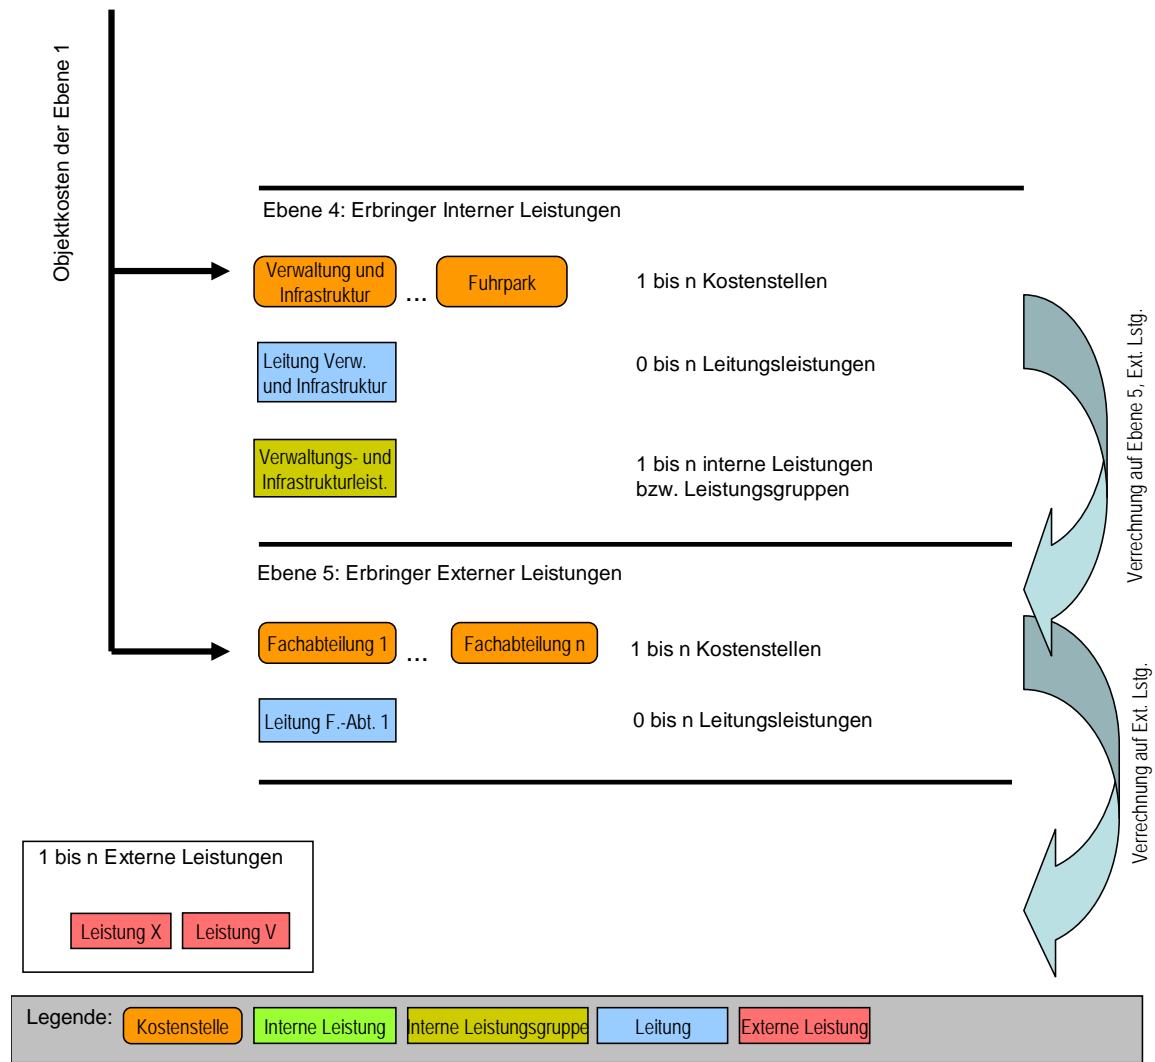 Objektkosten der Ebene 1
Ebene 4: Erbringer Interner Leistungen
Verwaltung und
Infrastruktur
...
Fuhrpark
1 bis n Kostenstellen
Leitung Verw.
und Infrastruktur
0 bis n Leitungsleistungen
Verwaltungs- und
Infrastrukturleist.
1 bis n interne Leistungen
bzw. Leistungsgruppen
Verrechnung auf Ebene 5, Ext. Lstg.
Ebene 5: Erbringer Externer Leistungen
Fachabteilung 1
...
Fachabteilung n
1 bis n Kostenstellen
Leitung F.-Abt. 1
0 bis n Leitungsleistungen
Verrechnung auf Ext. Lstg.
1 bis n Externe Leistungen
Leistung X
Leistung V
Legende:
Kostenstelle
Interne Leistung
Interne Leistungsgruppe
Leitung
Externe Leistung